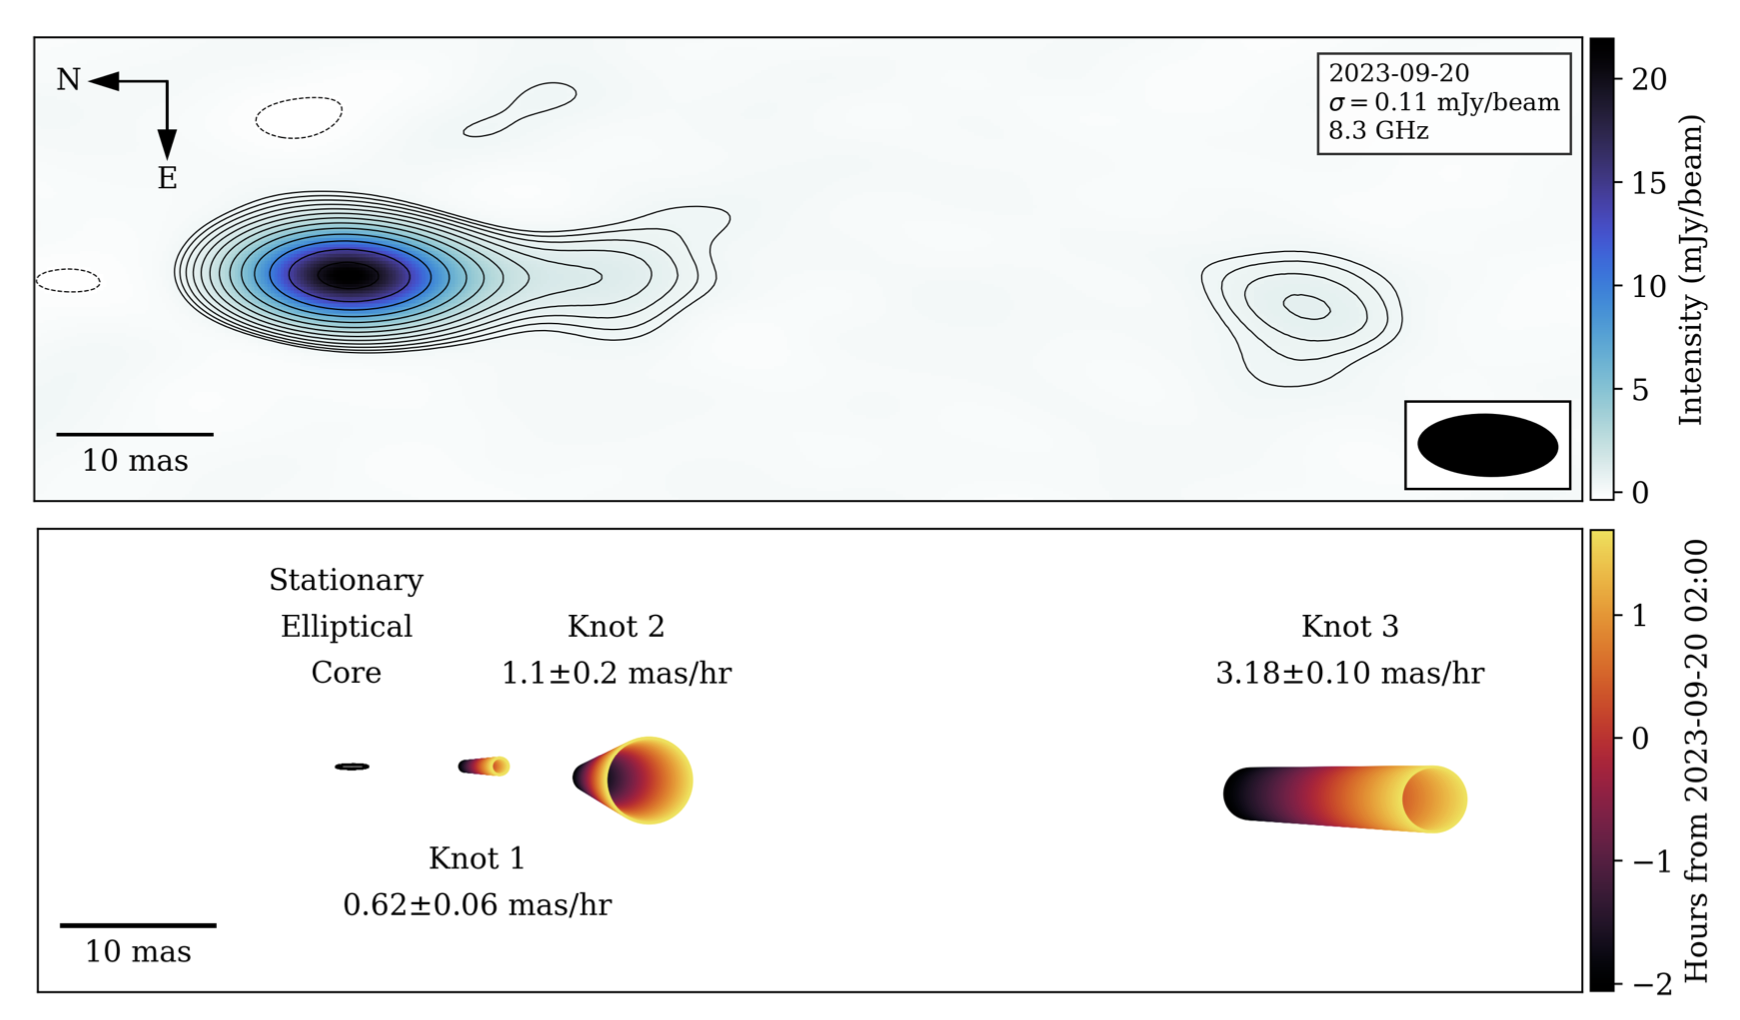 N
E
2023-09-20
σ = 0.11 mJy/beam
8.3 GHz
10 mas
20
15
10
5
0
Intensity (mJy/beam)
Stationary
Elliptical
Core
Knot 2
1.1±0.2 mas/hr
Knot 3
3.18±0.10 mas/hr
Knot 1
0.62±0.06 mas/hr
10 mas
1
0
−1
−2
Hours from 2023-09-20 02:00